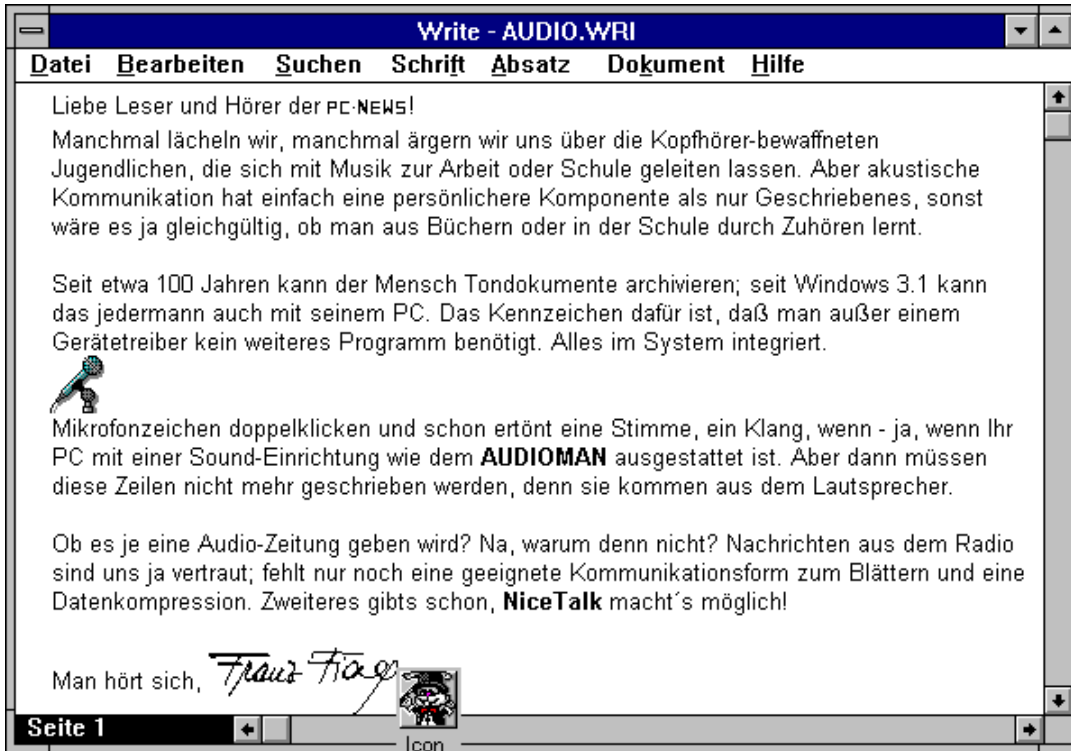 Write - AUDIO.WRI
Datei Bearbeiten Suchen Schrift Absatz Dokument Hilfe
Liebe Leser und Hörer der PC-NEWS!
Manchmal lächeln wir, manchmal ärgern wir uns über die Kopfhörer-bewaffneten
Jugendlichen, die sich mit Musik zur Arbeit oder Schule geleiten lassen. Aber akustische
Kommunikation hat einfach eine persönlichere Komponente als nur Geschriebenes, sonst
wäre es ja gleichgültig, ob man aus Büchern oder in der Schule durch Zuhören lernt.
Seit etwa 100 Jahren kann der Mensch Tondokumente archivieren; seit Windows 3.1 kann
das jedermann auch mit seinem PC. Das Kennzeichen dafür ist, daß man außer einem
Gerätetreiber kein weiteres Programm benötigt. Alles im System integriert.
Mikrofonzeichen doppelklicken und schon ertönt eine Stimme, ein Klang, wenn - ja, wenn Ihr
PC mit einer Sound-Einrichtung wie dem AUDIOMAN ausgestattet ist. Aber dann müssen
diese Zeilen nicht mehr geschrieben werden, denn sie kommen aus dem Lautsprecher.
Ob es je eine Audio-Zeitung geben wird? Na, warum denn nicht? Nachrichten aus dem Radio
sind uns ja vertraut; fehlt nur noch eine geeignete Kommunikationsform zum Blättern und eine
Datenkompression. Zweiteres gibts schon, NiceTalk macht´s möglich!
Man hört sich, Franz
Seite 1
Icon